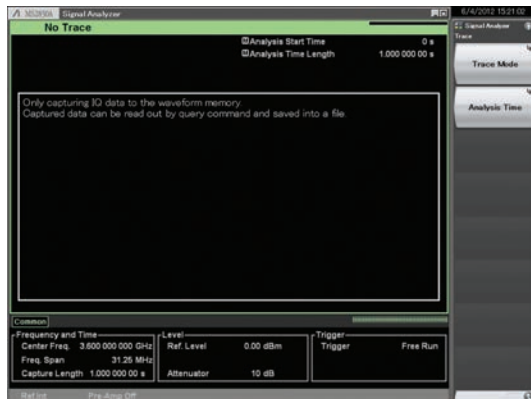 MS2830A Signal Analyzer
6/4/2012 15:21:02
No Trace
Signal Analyzer
Trace
Analysis Start Time 0 s
Analysis Time Length 1.000 000 00 s
Trace Mode
Analysis Time
Only capturing IQ data to the waveform memory.
Captured data can be read out by query command and saved into a file.
Common
Frequency and Time
Center Freq. 3.600 000 000 GHz
Freq. Span 31.25 MHz
Capture Length 1.000 000 00 s
Level
Ref. Level 0.00 dBm
Attenuator 10 dB
Trigger
Trigger Free Run
Ref.Int Pre-Amp Off